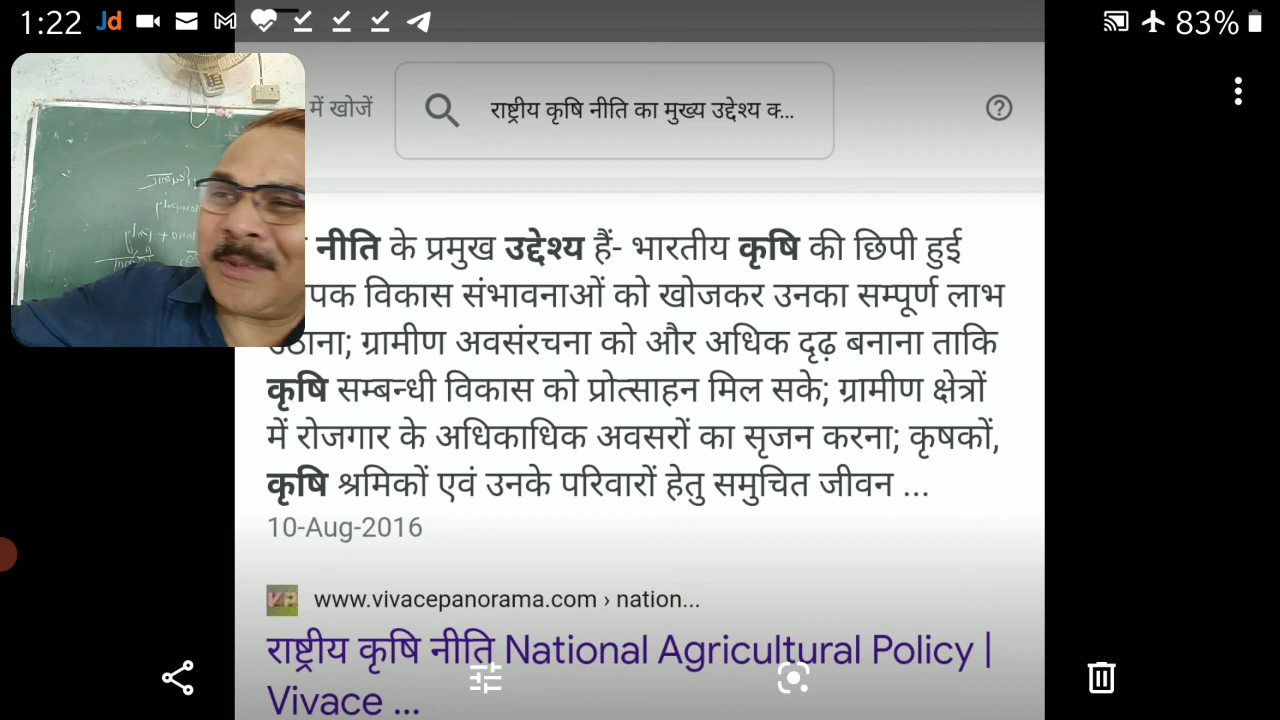 1:22 Jd 83%
में खोजें राष्ट्रीय कृषि नीति का मुख्य उद्देश्य क...
नीति के प्रमुख उद्देश्य हैं- भारतीय कृषि की छिपी हुई
पक विकास संभावनाओं को खोजकर उनका सम्पूर्ण लाभ
उठाना; ग्रामीण अवसंरचना को और अधिक दृढ़ बनाना ताकि
कृषि सम्बन्धी विकास को प्रोत्साहन मिल सके; ग्रामीण क्षेत्रों
में रोजगार के अधिकाधिक अवसरों का सृजन करना; कृषकों,
कृषि श्रमिकों एवं उनके परिवारों हेतु समुचित जीवन ...
10-Aug-2016
V.P www.vivacepanorama.com › nation...
राष्ट्रीय कृषि नीति National Agricultural Policy |
Vivace ...